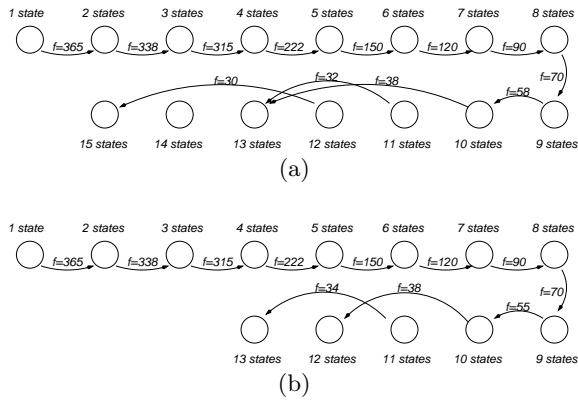 1 state 2 states 3 states 4 states 5 states 6 states 7 states 8 states
f=365 f=338 f=315 f=222 f=150 f=120 f=90
f=70
f=30 f=32 f=38 f=58
15 states 14 states 13 states 12 states 11 states 10 states 9 states
(a)
1 state 2 states 3 states 4 states 5 states 6 states 7 states 8 states
f=365 f=338 f=315 f=222 f=150 f=120 f=90
f=70
f=34 f=38 f=55
13 states 12 states 11 states 10 states 9 states
(b)